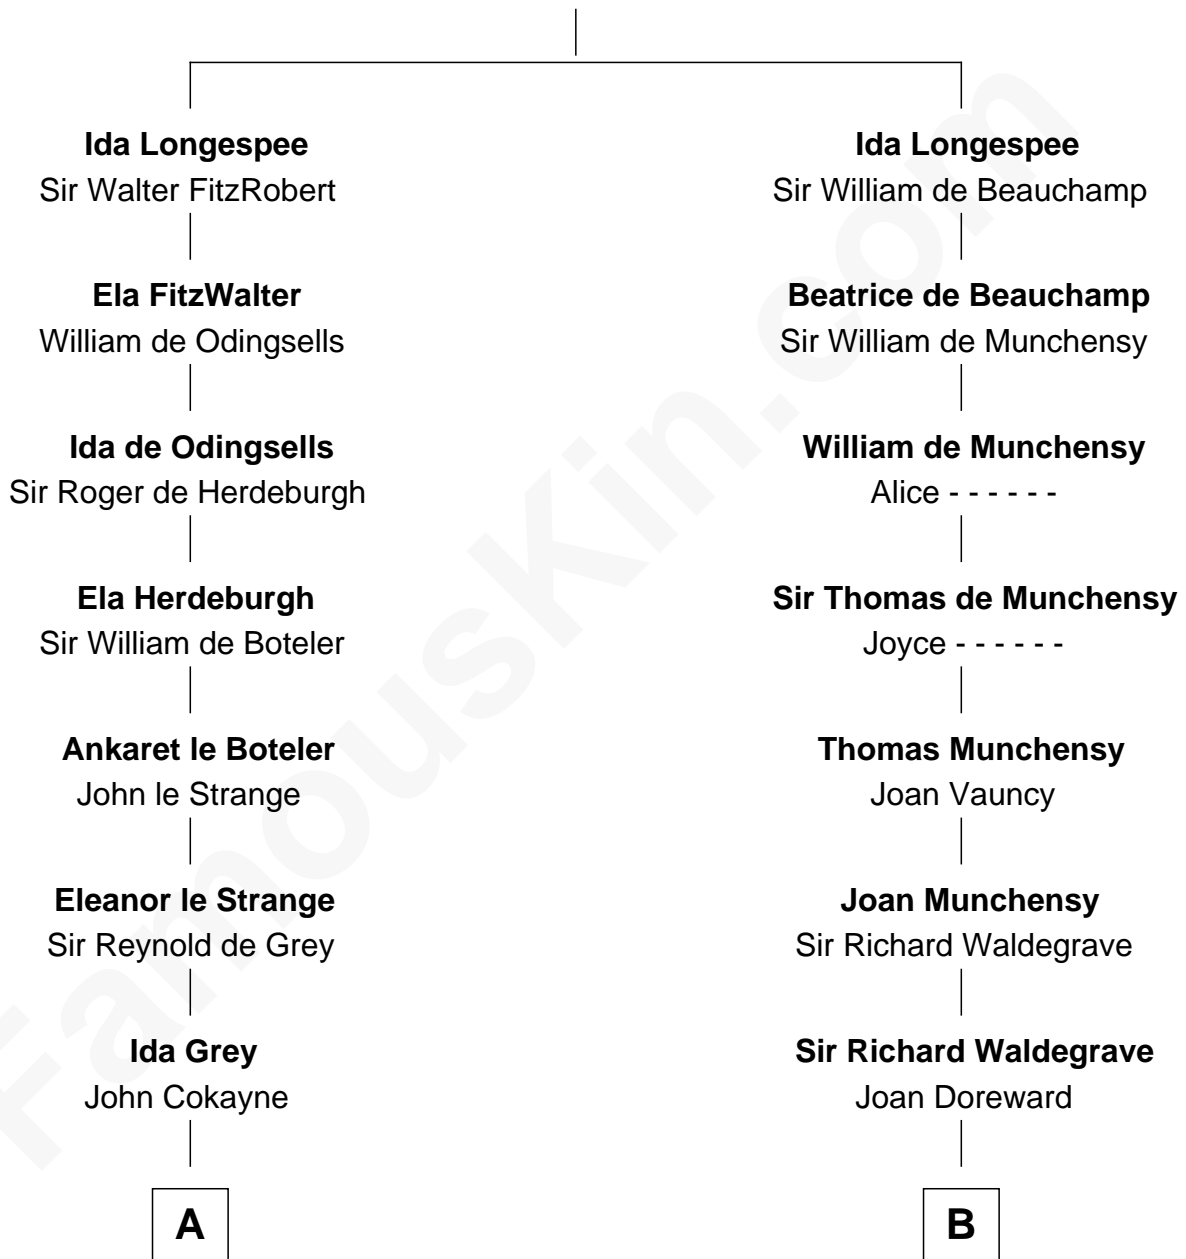 Ida Longespee
Sir Walter FitzRobert
Ela FitzWalter
William de Odingsells
Ida de Odingsells
Sir Roger de Herdeburgh
Ela Herdeburgh
Sir William de Boteler
Ankaret le Boteler
John le Strange
Eleanor le Strange
Sir Reynold de Grey
Ida Grey
John Cokayne
A
Ida Longespee
Sir William de Beauchamp
Beatrice de Beauchamp
Sir William de Munchensy
William de Munchensy
Alice - - - - - -
Sir Thomas de Munchensy
Joyce - - - - - -
Thomas Munchensy
Joan Vauncy
Joan Munchensy
Sir Richard Waldegrave
Sir Richard Waldegrave
Joan Doreward
B
FamousKin.com